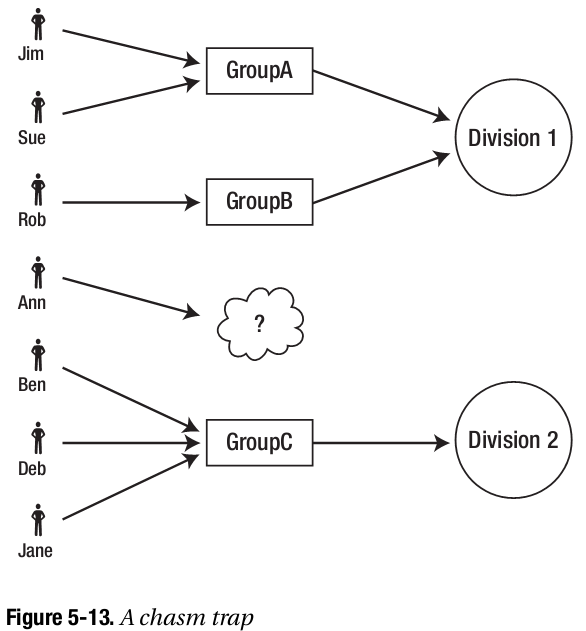 Jim
GroupA
Sue
Division 1
Rob
GroupB
Ann
?
Ben
Deb
GroupC
Division 2
Jane
Figure 5-13. A chasm trap